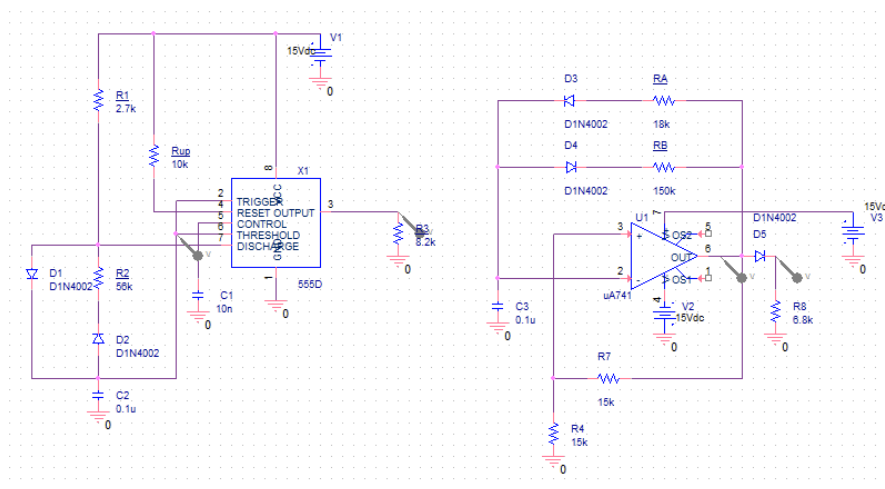 V1
15Vdc
0
R1
2.7k
Rup
10k
X1
8
VCC
2
TRIGGER
4
RESET OUTPUT
3
5
CONTROL
6
THRESHOLD
7
DISCHARGE
GND
1
555D
0
R3
8.2k
0
V
D1
D1N4002
R2
56k
C1
10n
0
D2
D1N4002
C2
0.1u
0
D3
RA
D1N4002
18k
D4
RB
D1N4002
150k
U1
7
3
+
OS2
5
OUT
6
2
-
OS1
1
uA741
4
V2
15Vdc
0
D1N4002
D5
15Vdc
V3
0
V
V
R8
6.8k
0
C3
0.1u
0
R7
15k
R4
15k
0